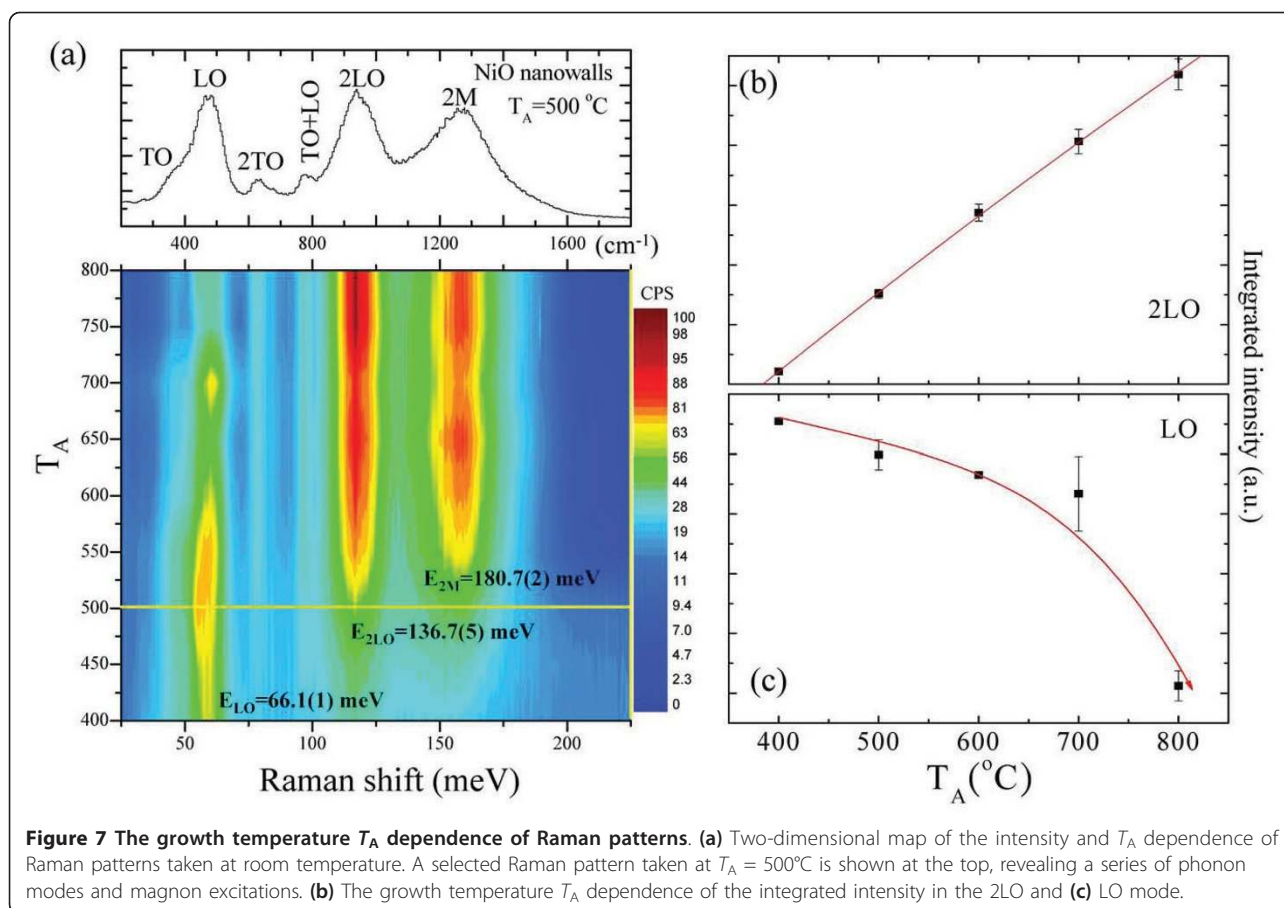 (a)
LO
2LO
NiO nanowalls
T_A=500 °C
2M
TO+LO
TO
2TO
400 800 1200 1600 (cm⁻¹)
800
750
700
650
600
550
500
450
400
T_A
E_2M=180.7(2) meV
E_2LO=136.7(5) meV
E_LO=66.1(1) meV
50 100 150 200
Raman shift (meV)
CPS
100
98
95
88
81
63
56
28
19
14
11
9.4
7.0
4.7
2.3
0
(b)
2LO
Integrated intensity (a.u.)
LO
(c)
400 500 600 700 800
T_A(°C)
Figure 7 The growth temperature T_A dependence of Raman patterns. (a) Two-dimensional map of the intensity and T_A dependence of
Raman patterns taken at room temperature. A selected Raman pattern taken at T_A = 500°C is shown at the top, revealing a series of phonon
modes and magnon excitations. (b) The growth temperature T_A dependence of the integrated intensity in the 2LO and (c) LO mode.